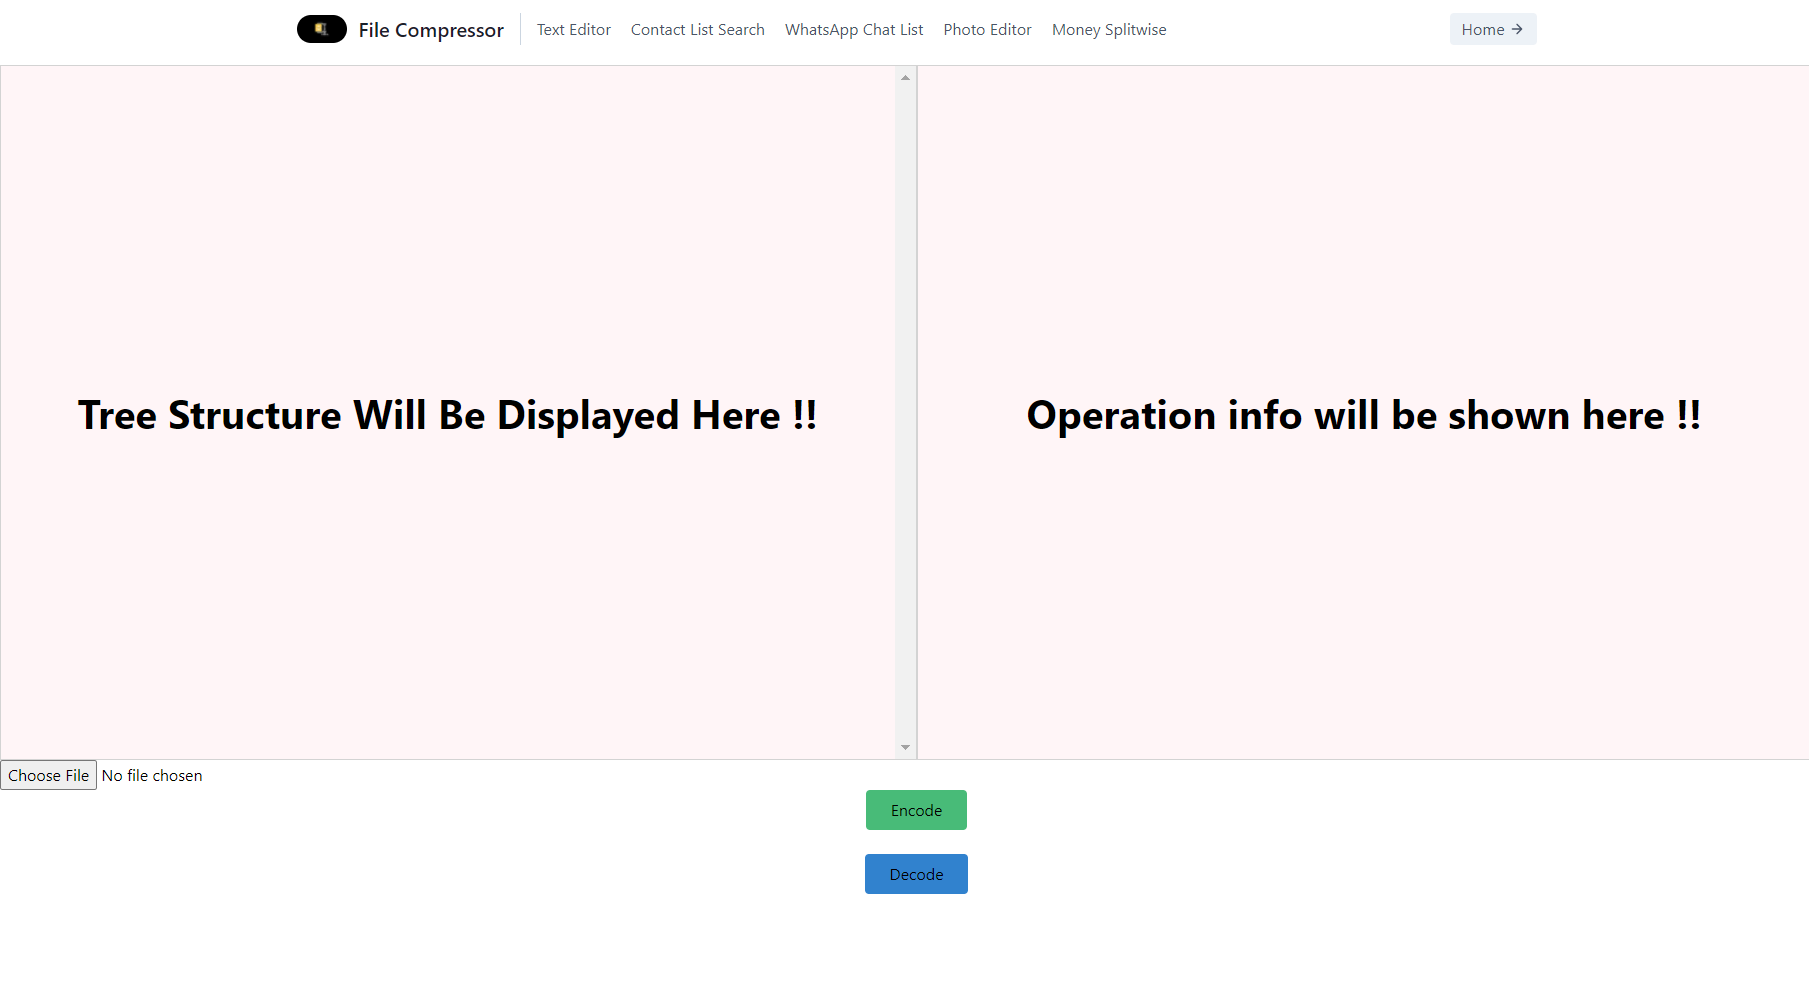 File Compressor Text Editor Contact List Search WhatsApp Chat List Photo Editor Money Splitwise Home →
Tree Structure Will Be Displayed Here !!
Operation info will be shown here !!
Choose File No file chosen
Encode
Decode